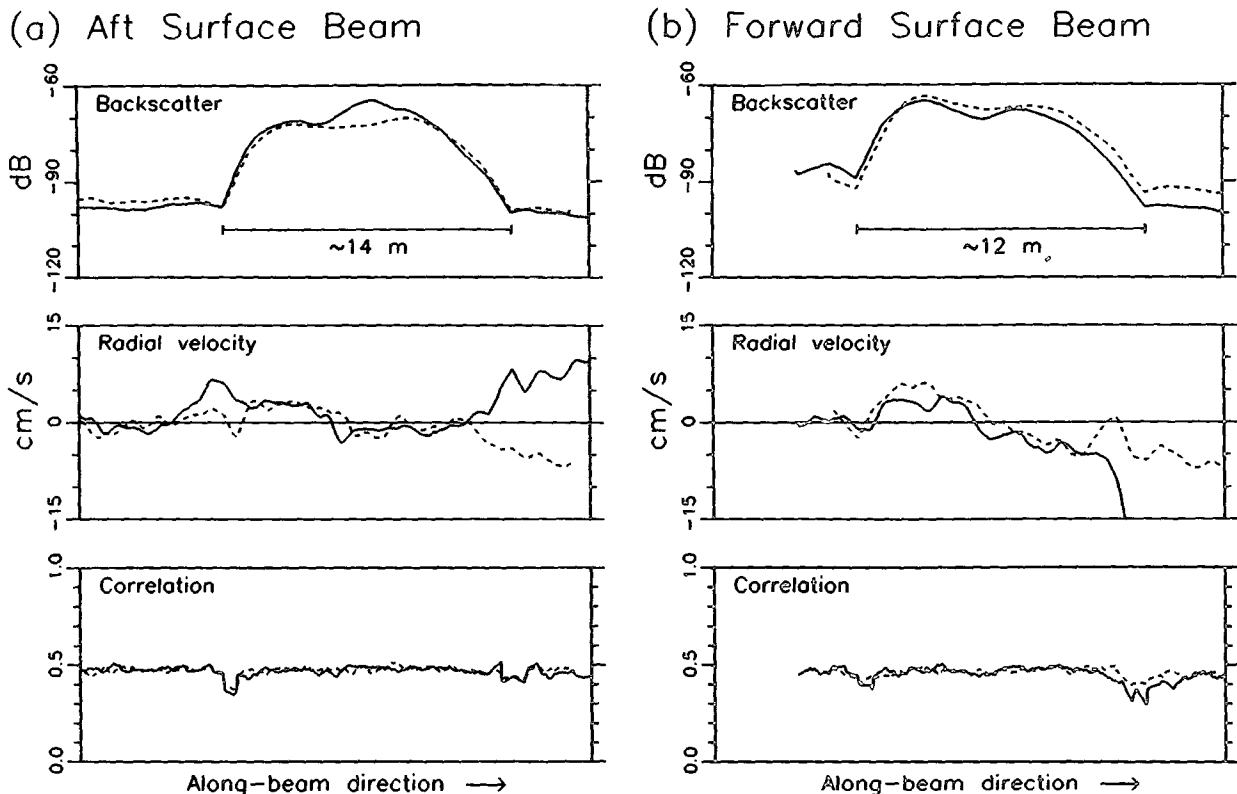 (a) Aft Surface Beam
(b) Forward Surface Beam
-60
Backscatter
dB
-90
~14 m
-120
-60
Backscatter
dB
-90
~12 m
-120
15
Radial velocity
cm/s
0
-15
15
Radial velocity
cm/s
0
-15
1.0
Correlation
0.5
0.0
Along-beam direction →
1.0
Correlation
0.5
0.0
Along-beam direction →